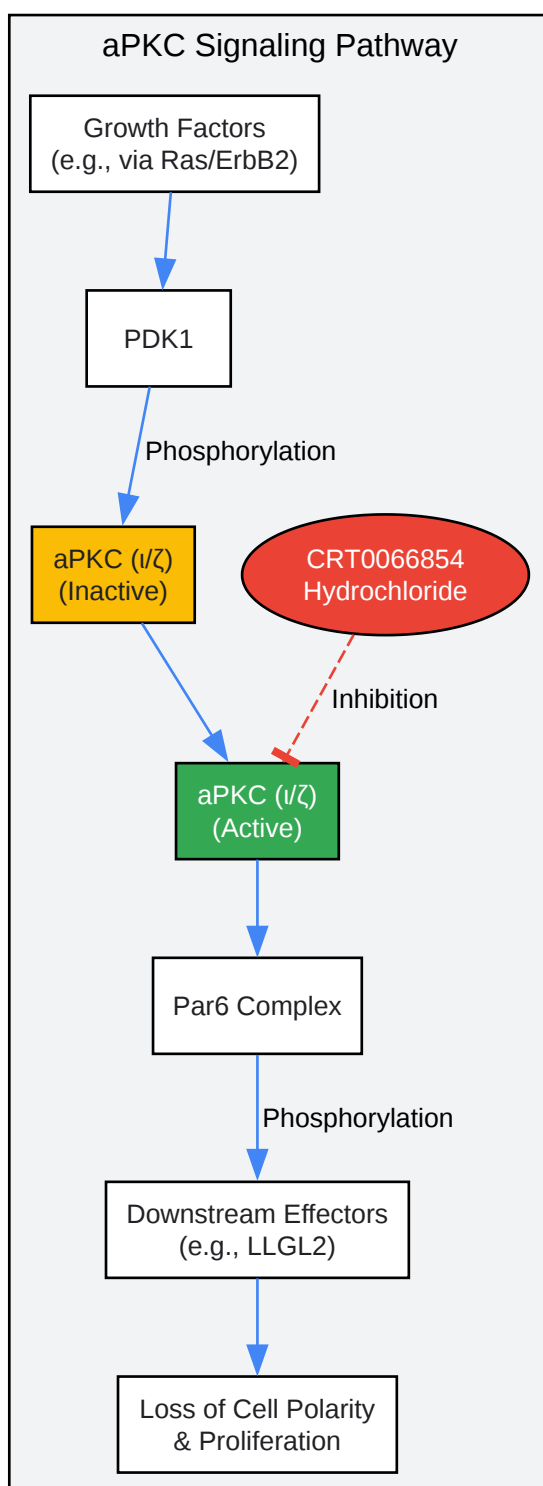 aPKC Signaling Pathway
Growth Factors
(e.g., via Ras/ErbB2)
PDK1
Phosphorylation
aPKC (ι/ζ)
(Inactive)
CRT0066854
Hydrochloride
Inhibition
aPKC (ι/ζ)
(Active)
Par6 Complex
Phosphorylation
Downstream Effectors
(e.g., LLGL2)
Loss of Cell Polarity
& Proliferation